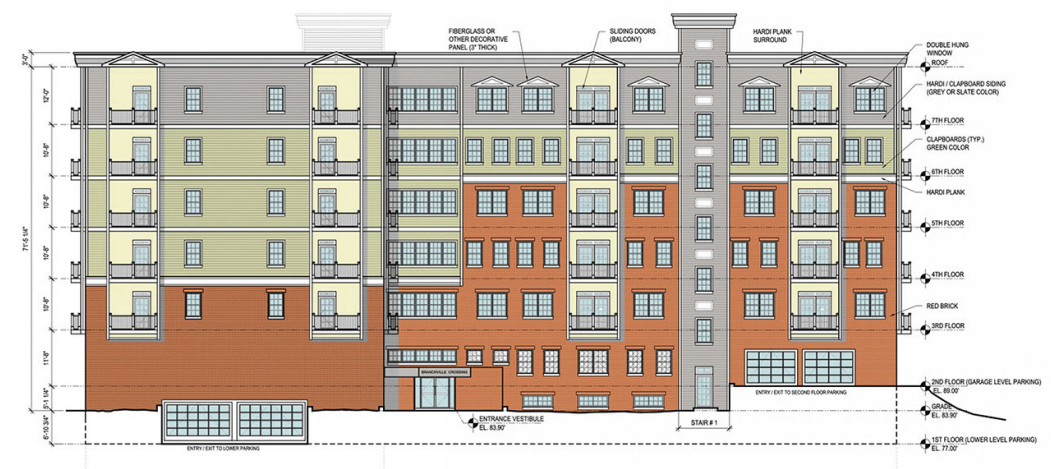 FIBERGLASS OR
OTHER DECORATIVE
PANEL (3" THICK)
SLIDING DOORS
(BALCONY)
HARDI PLANK
SURROUND
DOUBLE HUNG
WINDOW
ROOF
HARDI / CLAPBOARD SIDING
(GREY OR SLATE COLOR)
7TH FLOOR
CLAPBOARDS (TYP.)
GREEN COLOR
6TH FLOOR
HARDI PLANK
5TH FLOOR
4TH FLOOR
RED BRICK
3RD FLOOR
2ND FLOOR (GARAGE LEVEL PARKING)
EL. 89.00'
GRADE
EL. 83.90'
1ST FLOOR (LOWER LEVEL PARKING)
EL. 77.00'
3'-0"
12'-0"
10'-8"
10'-8"
10'-8"
10'-8"
11'-8"
5'-1 1/4"
6'-10 3/4"
71'-5 1/4"
BRANCHVILLE CROSSING
ENTRY / EXIT TO SECOND FLOOR PARKING
ENTRANCE VESTIBULE
EL. 83.90'
STAIR # 1
ENTRY / EXIT TO LOWER PARKING